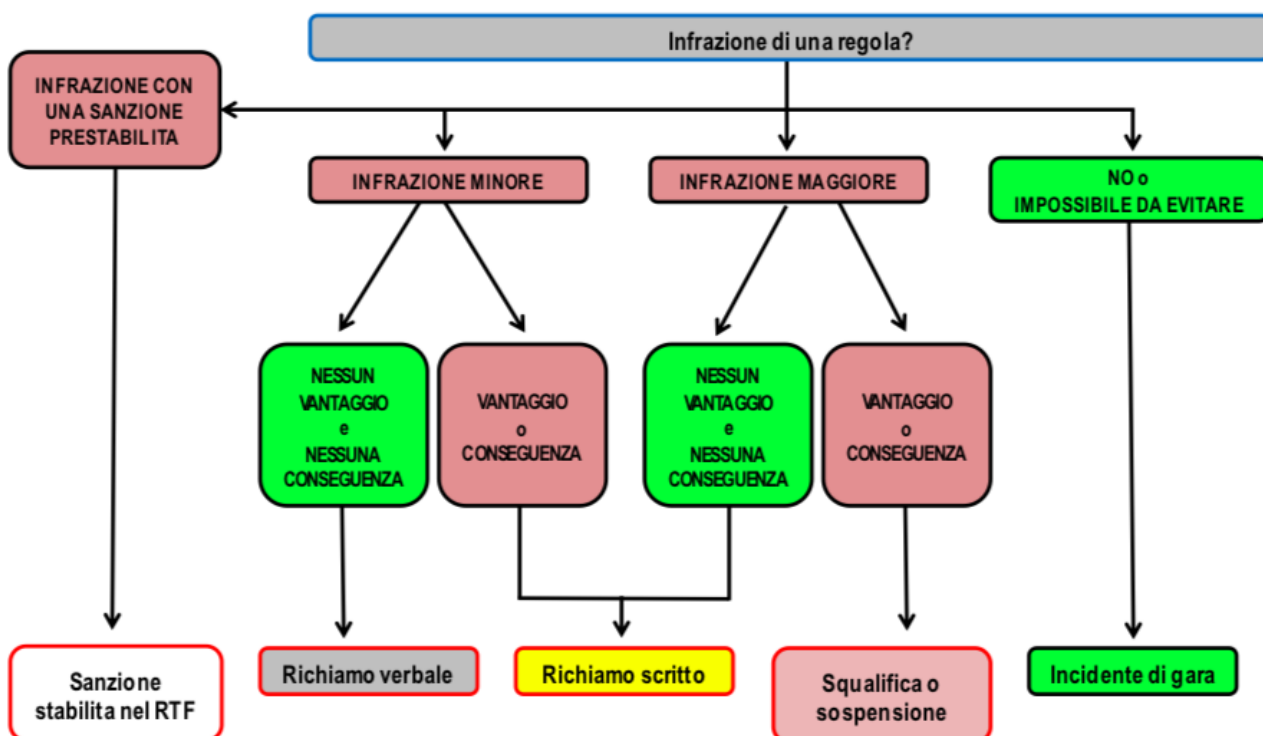 Infrazione di una regola?
INFRAZIONE CON
UNA SANZIONE
PRESTABILITA
INFRAZIONE MINORE
INFRAZIONE MAGGIORE
NO o
IMPOSSIBILE DA EVITARE
NESSUN
VANTAGGIO
e
NESSUNA
CONSEGUENZA
VANTAGGIO
o
CONSEGUENZA
NESSUN
VANTAGGIO
e
NESSUNA
CONSEGUENZA
VANTAGGIO
o
CONSEGUENZA
Sanzione
stabilita nel RTF
Richiamo verbale
Richiamo scritto
Squalifica o
sospensione
Incidente di gara